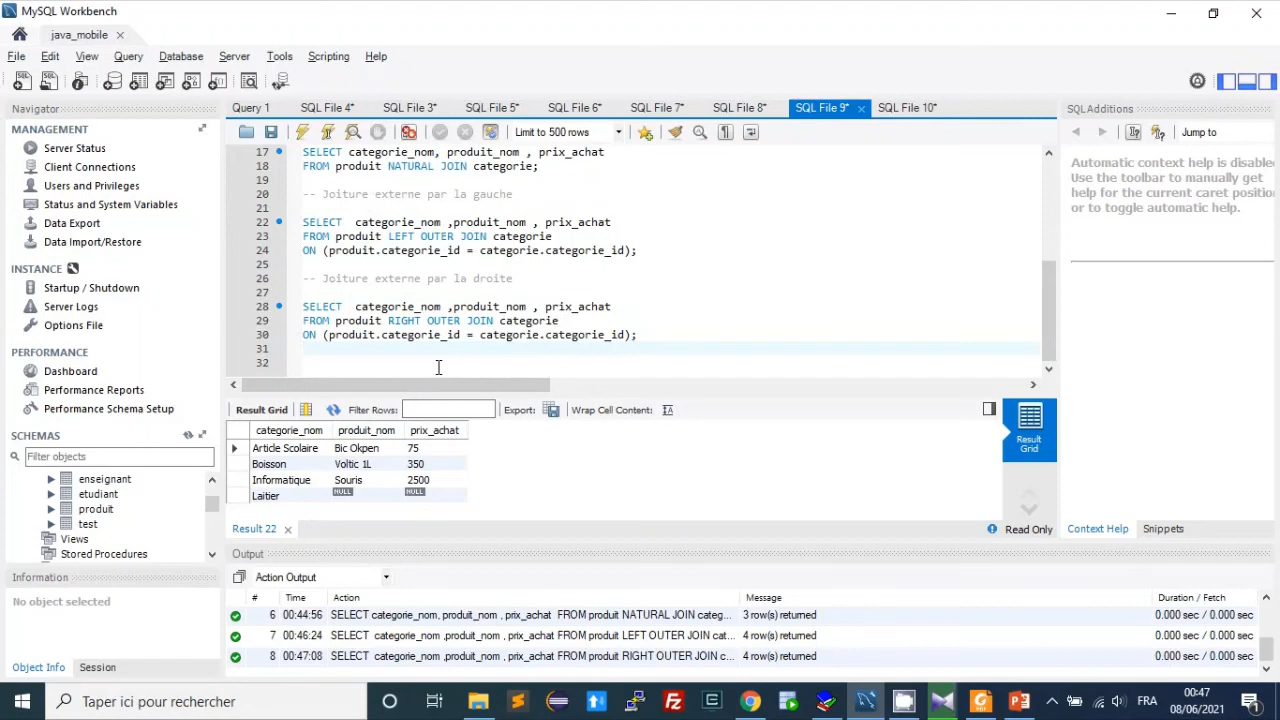 MySQL Workbench
java_mobile
File Edit View Query Database Server Tools Scripting Help
Navigator
MANAGEMENT
Server Status
Client Connections
Users and Privileges
Status and System Variables
Data Export
Data Import/Restore
INSTANCE
Startup / Shutdown
Server Logs
Options File
PERFORMANCE
Dashboard
Performance Reports
Performance Schema Setup
SCHEMAS
Filter objects
enseignant
etudiant
produit
test
Views
Stored Procedures
Information
No object selected
Object Info Session
Query 1 SQL File 4* SQL File 3* SQL File 5* SQL File 6* SQL File 7* SQL File 8* SQL File 9* SQL File 10*
Limit to 500 rows
17 SELECT categorie_nom, produit_nom , prix_achat
18 FROM produit NATURAL JOIN categorie;
19
20 -- Joiture externe par la gauche
21
22 SELECT  categorie_nom ,produit_nom , prix_achat
23 FROM produit LEFT OUTER JOIN categorie
24 ON (produit.categorie_id = categorie.categorie_id);
25
26 -- Joiture externe par la droite
27
28 SELECT  categorie_nom ,produit_nom , prix_achat
29 FROM produit RIGHT OUTER JOIN categorie
30 ON (produit.categorie_id = categorie.categorie_id);
31
32
Result Grid Filter Rows: Export: Wrap Cell Content:
categorie_nom produit_nom prix_achat
Article Scolaire Bic Okpen 75
Boisson Voltic 1L 350
Informatique Souris 2500
Laitier NULL NULL
Result Grid
Result 22 Read Only
SQLAdditions
Jump to
Automatic context help is disable
Use the toolbar to manually get
help for the current caret positio
or to toggle automatic help.
Context Help Snippets
Output
Action Output
# Time Action Message Duration / Fetch
6 00:44:56 SELECT categorie_nom, produit_nom , prix_achat FROM produit NATURAL JOIN categ... 3 row(s) returned 0.000 sec / 0.000 sec
7 00:46:24 SELECT categorie_nom ,produit_nom , prix_achat FROM produit LEFT OUTER JOIN cat... 4 row(s) returned 0.000 sec / 0.000 sec
8 00:47:08 SELECT categorie_nom ,produit_nom , prix_achat FROM produit RIGHT OUTER JOIN c... 4 row(s) returned 0.000 sec / 0.000 sec
Taper ici pour rechercher
FRA
00:47
08/06/2021
1